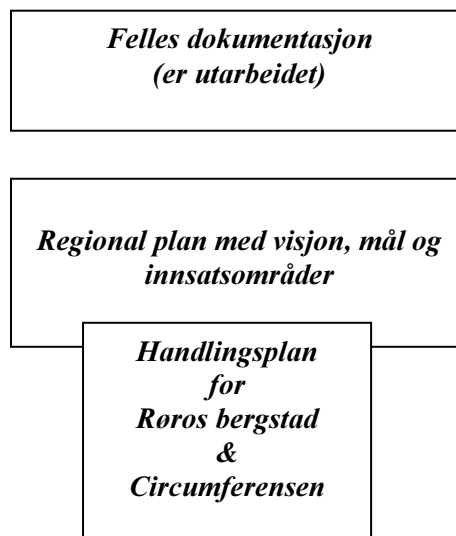 Felles dokumentasjon
(er utarbeidet)
Regional plan med visjon, mål og
innsatsområder
Handlingsplan
for
Røros bergstad
&
Circumferensen